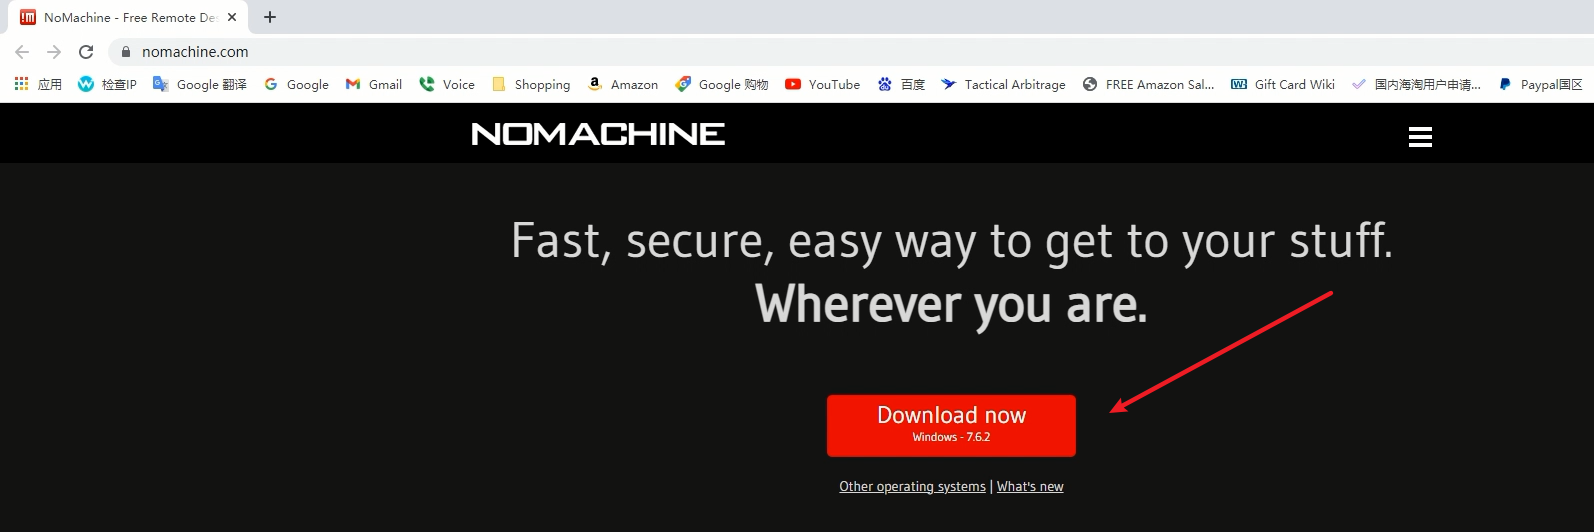 NoMachine - Free Remote De
nomachine.com
应用 检查IP Google 翻译 Google Gmail Voice Shopping Amazon Google 购物 YouTube 百度 Tactical Arbitrage FREE Amazon Sal... Gift Card Wiki 国内海淘用户申请... Paypal国区
NOMACHINE
Fast, secure, easy way to get to your stuff.
Wherever you are.
Download now
Windows - 7.6.2
Other operating systems | What's new